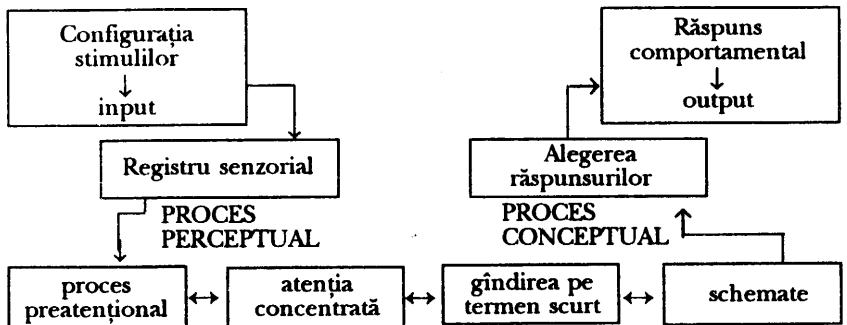 Configurația
stimulilor
input
Răspuns
comportamental
output
Registru senzorial
Alegerea
răspunsurilor
PROCES
PERCEPTUAL
PROCES
CONCEPTUAL
proces
preatențional
atenția
concentrată
gîndirea pe
termen scurt
schemate